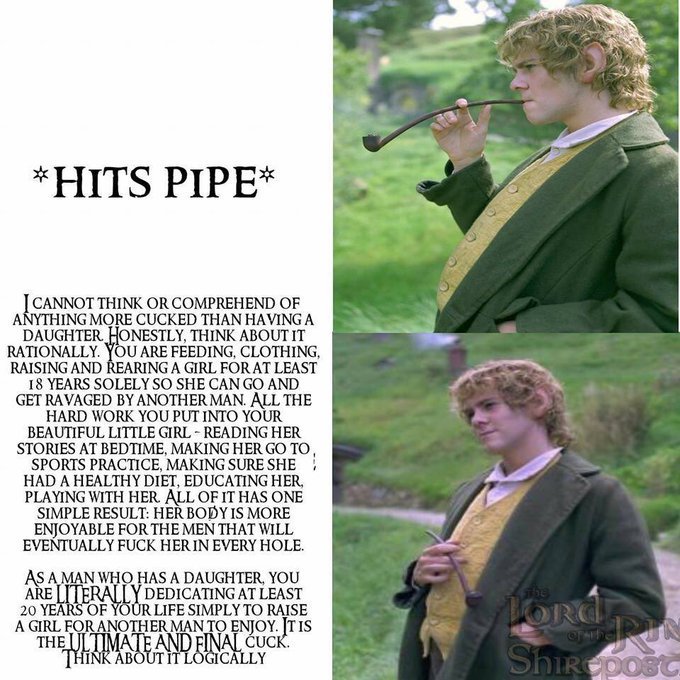 *HITS PIPE*
I CANNOT THINK OR COMPREHEND OF
ANYTHING MORE CUCKED THAN HAVING A
DAUGHTER. HONESTLY, THINK ABOUT IT
RATIONALLY. YOU ARE FEEDING, CLOTHING,
RAISING AND REARING A GIRL FOR AT LEAST
18 YEARS SOLELY SO SHE CAN GO AND
GET RAVAGED BY ANOTHER MAN. ALL THE
HARD WORK YOU PUT INTO YOUR
BEAUTIFUL LITTLE GIRL - READING HER
STORIES AT BEDTIME, MAKING HER GO TO
SPORTS PRACTICE, MAKING SURE SHE
HAD A HEALTHY DIET, EDUCATING HER,
PLAYING WITH HER. ALL OF IT HAS ONE
SIMPLE RESULT: HER BODY IS MORE
ENJOYABLE FOR THE MEN THAT WILL
EVENTUALLY FUCK HER IN EVERY HOLE.
AS A MAN WHO HAS A DAUGHTER, YOU
ARE LITERALLY DEDICATING AT LEAST
20 YEARS OF YOUR LIFE SIMPLY TO RAISE
A GIRL FOR ANOTHER MAN TO ENJOY. IT IS
THE ULTIMATE AND FINAL CUCK.
THINK ABOUT IT LOGICALLY
The
LORD
OF the RIN
SHIREPOSC